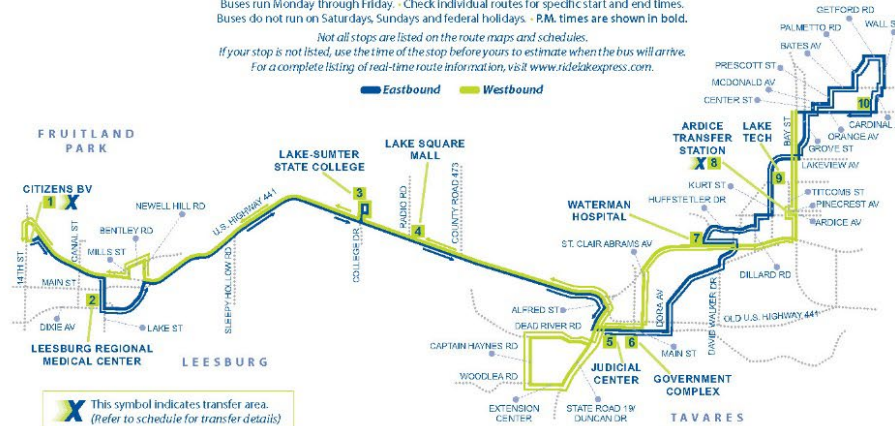 Buses run Monday through Friday. - Check individual routes for specific start and end times.
Buses do not run on Saturdays, Sundays and federal holidays. - P.M. times are shown in bold.
Not all stops are listed on the route maps and schedules.
If your stop is not listed, use the time of the stop before yours to estimate when the bus will arrive.
For a complete listing of real-time route information, visit www.ridelakexpress.com.
Eastbound
Westbound
GETFORD RD
PALMETTO RD
WALL S
BATES AV
PRESCOTT ST
MCDONALD AV
CENTER ST
10
CARDINAL
ORANGE AV
GROVE ST
BAY ST
LAKEVIEW AV
FRUITLAND
PARK
LAKE-SUMTER
STATE COLLEGE
3
LAKE SQUARE
MALL
4
ARDICE
TRANSFER
STATION
X 8
LAKE
TECH
9
KURT ST
HUFFSTETLER DR
TITCOMB ST
PINECREST AV
ARDICE AV
CITIZENS BV
1 X
NEWELL HILL RD
BENTLEY RD
MILLS ST
CANAL ST
14TH ST
MAIN ST
2
DIXIE AV
LAKE ST
LEESBURG REGIONAL
MEDICAL CENTER
LEESBURG
U.S. HIGHWAY 441
SLEEPY HOLLOW RD
COLLEGE DR
RADIO RD
COUNTY ROAD 473
WATERMAN
HOSPITAL
7
ST. CLAIR ABRAMS AV
DILLARD RD
ALFRED ST
DEAD RIVER RD
DORA AV
DAVID WALKER DR
OLD U.S. HIGHWAY 441
CAPTAIN HAYNES RD
WOODLEA RD
5
6
MAIN ST
JUDICIAL
CENTER
GOVERNMENT
COMPLEX
EXTENSION
CENTER
STATE ROAD 19/
DUNCAN DR
TAVARES
X This symbol indicates transfer area.
(Refer to schedule for transfer details)